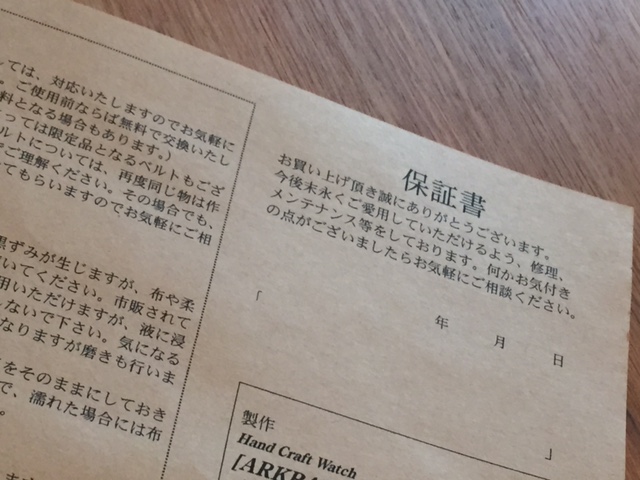 ては、対応いたしますのでお気軽に
。ご使用前ならば無料で交換いたし
料となる場合もあります。)
っては限定品となるベルトもござ
ご理解ください。その場合でも、
ルトについては、再度同じ物は作
てもらいますのでお気軽にご相
黒ずみが生じますが、布や柔
いてください。市販されて
用いただけますが、液に浸
ないで下さい。気になる
なりますが磨きも行いま
をそのままにしておき
で、濡れた場合には布
保証書
お買い上げ頂き誠にありがとうございます。
今後末永くご愛用していただけるよう、修理、
メンテナンス等をしております。何かお気付き
の点がございましたらお気軽にご相談ください。
「
年 月 日
」
製作
Hand Craft Watch
[ARKRA